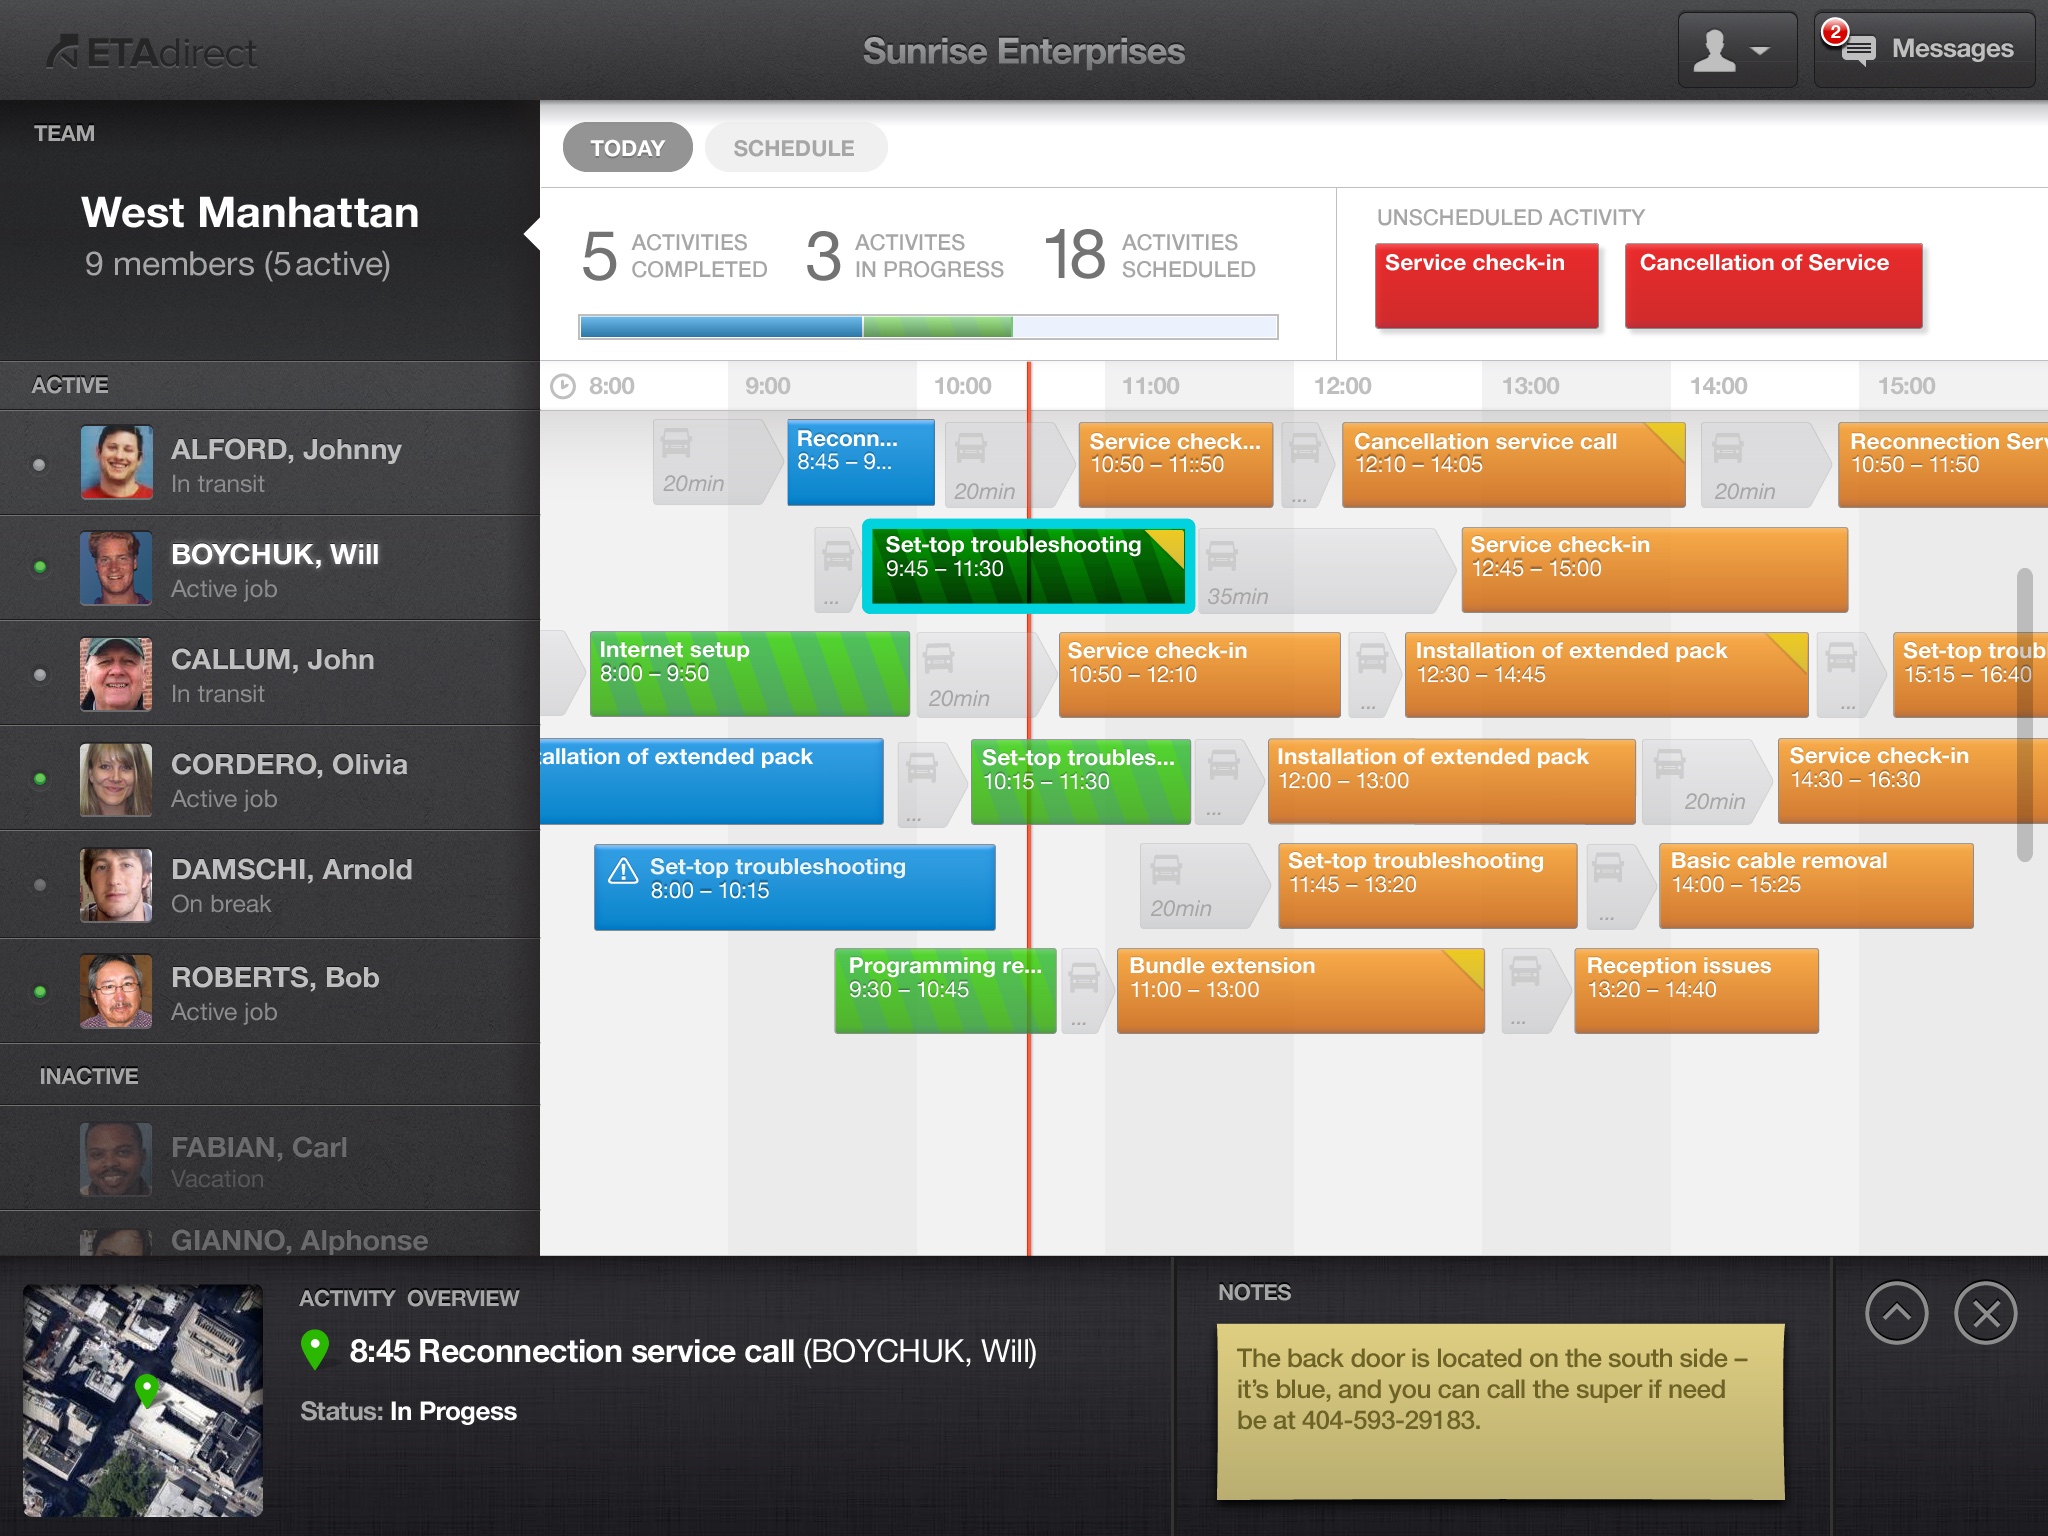 ETAdirect
Sunrise Enterprises
2
Messages
TEAM
West Manhattan
9 members (5 active)
TODAY
SCHEDULE
5 ACTIVITIES COMPLETED
3 ACTIVITES IN PROGRESS
18 ACTIVITIES SCHEDULED
UNSCHEDULED ACTIVITY
Service check-in
Cancellation of Service
ACTIVE
8:00 9:00 10:00 11:00 12:00 13:00 14:00 15:00
ALFORD, Johnny
In transit
20min
Reconn...
8:45 – 9...
20min
Service check...
10:50 – 11::50
...
Cancellation service call
12:10 – 14:05
20min
Reconnection Serv
10:50 – 11:50
BOYCHUK, Will
Active job
...
Set-top troubleshooting
9:45 – 11:30
35min
Service check-in
12:45 – 15:00
CALLUM, John
In transit
Internet setup
8:00 – 9:50
20min
Service check-in
10:50 – 12:10
...
Installation of extended pack
12:30 – 14:45
...
Set-top troub
15:15 – 16:40
CORDERO, Olivia
Active job
tallation of extended pack
...
Set-top troubles...
10:15 – 11:30
...
Installation of extended pack
12:00 – 13:00
20min
Service check-in
14:30 – 16:30
DAMSCHI, Arnold
On break
Set-top troubleshooting
8:00 – 10:15
20min
Set-top troubleshooting
11:45 – 13:20
...
Basic cable removal
14:00 – 15:25
ROBERTS, Bob
Active job
Programming re...
9:30 – 10:45
...
Bundle extension
11:00 – 13:00
...
Reception issues
13:20 – 14:40
INACTIVE
FABIAN, Carl
Vacation
GIANNO, Alphonse
ACTIVITY OVERVIEW
8:45 Reconnection service call (BOYCHUK, Will)
Status: In Progess
NOTES
The back door is located on the south side –
it's blue, and you can call the super if need
be at 404-593-29183.